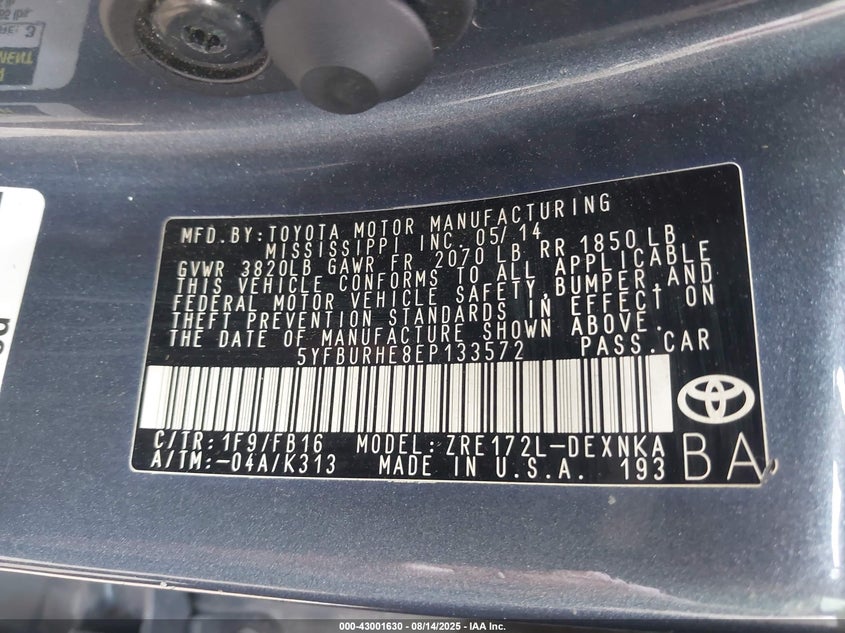 MFD.BY:TOYOTA MOTOR MANUFACTURING
MISSISSIPPI INC. 05/14
GVWR 3820LB GAWR FR 2070 LB RR 1850LB
THIS VEHICLE CONFORMS TO ALL APPLICABLE
FEDERAL MOTOR VEHICLE SAFETY,BUMPER,AND
THEFT PREVENTION STANDARDS IN EFFECT ON
THE DATE OF MANUFACTURE SHOWN ABOVE.
5YFBURHE8EP133572 PASS.CAR
C/TR:1F9/FB16 MODEL:ZRE172L-DEXNKA
A/TM:-04A/K313 MADE IN U.S.A. 193
BA
000-43001630 - 08/14/2025 - IAA Inc.